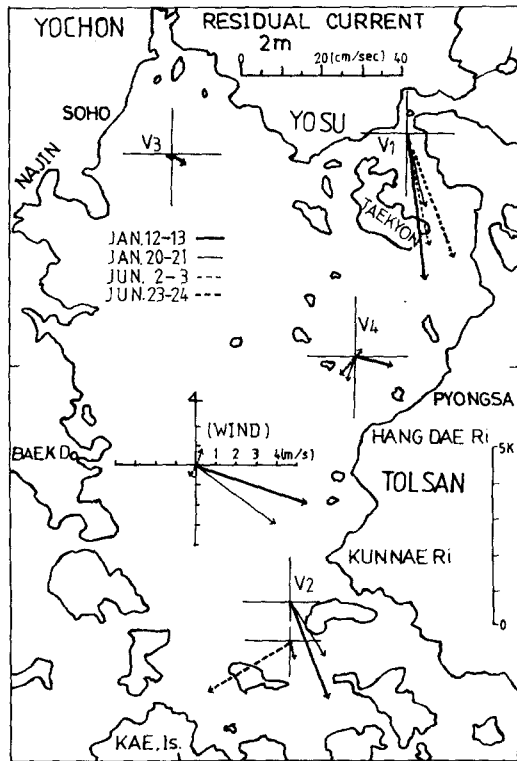 YOCHON
RESIDUAL CURRENT
2m
20(cm/sec) 40
SOHO
YOSU
V1
V3
NAJIN
TAEKYON
JAN.12-13
JAN.20-21
JUN. 2-3
JUN.23-24
V4
PYONGSA
4
(WIND)
1 2 3 4(m/s)
HANG DAE Ri
BAEK Do
5K
TOLSAN
KUNNAE Ri
V2
0
KAE, Is.